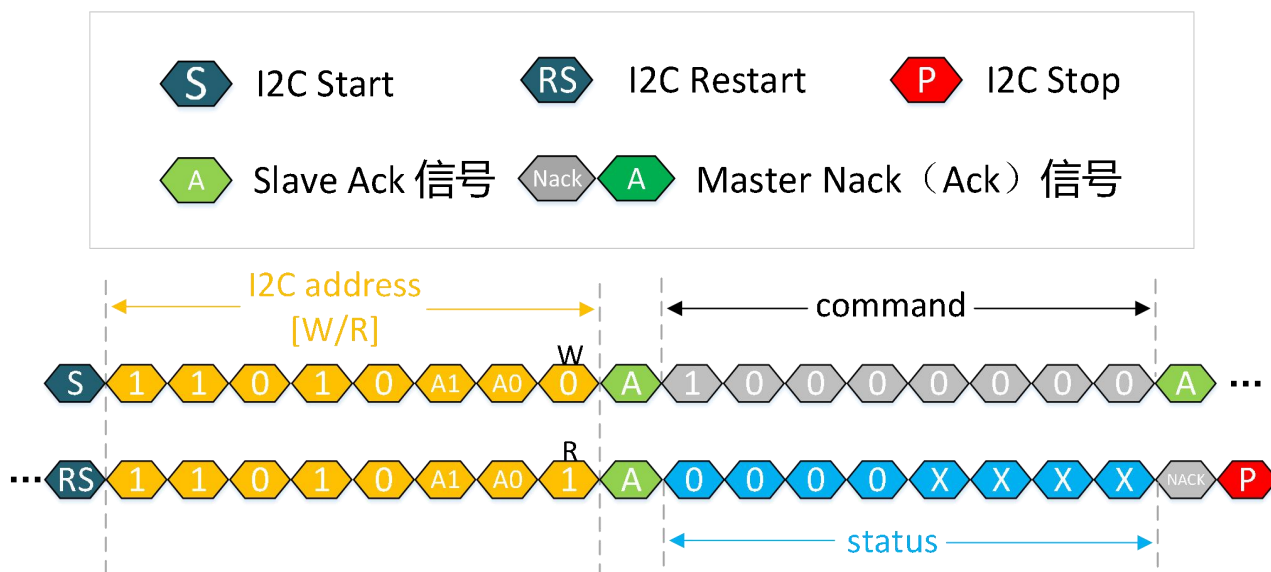 S I2C Start RS I2C Restart P I2C Stop
A Slave Ack 信号 Nack A Master Nack（Ack）信号
I2C address
[W/R]
command
W
S 1 1 0 1 0 A1 A0 0 A 1 0 0 0 0 0 0 0 A ...
R
... RS 1 1 0 1 0 A1 A0 1 A 0 0 0 0 X X X X NACK P
status